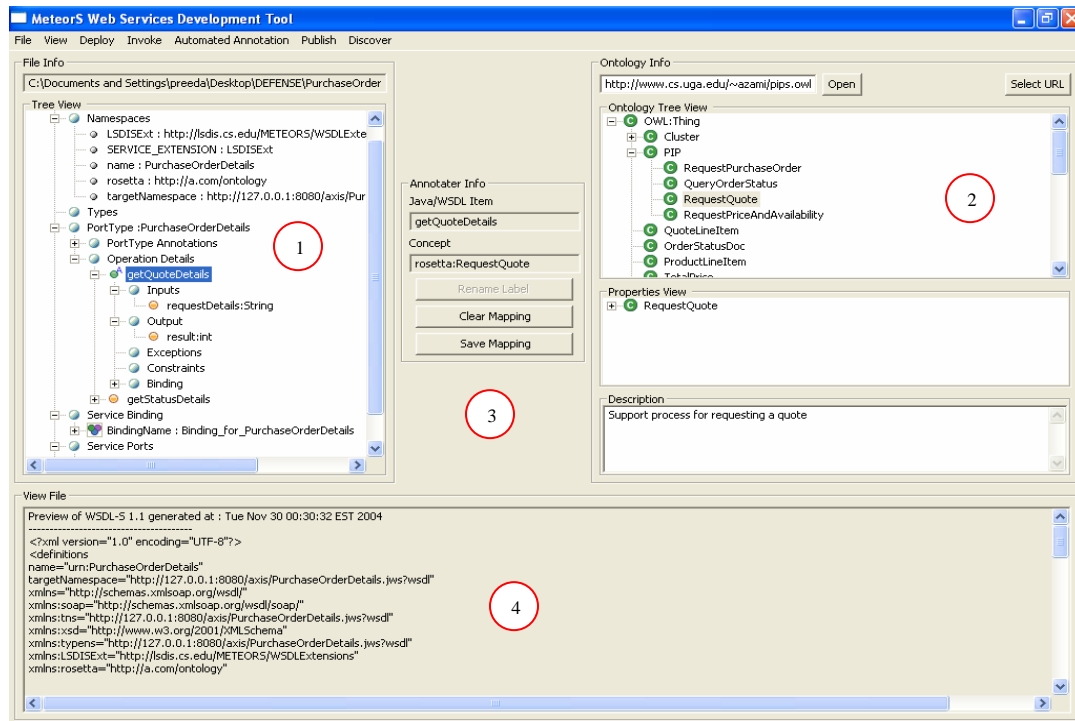 MeteorS Web Services Development Tool
File View Deploy Invoke Automated Annotation Publish Discover
File Info
C:\Documents and Settings\preeda\Desktop\DEFENSE\PurchaseOrder
Tree View
Namespaces
LSDISExt : http://lsdis.cs.edu/METEORS/WSDLExte
SERVICE_EXTENSION : LSDISExt
name : PurchaseOrderDetails
rosetta : http://a.com/ontology
targetNamespace : http://127.0.0.1:8080/axis/Pur
Types
PortType :PurchaseOrderDetails
PortType Annotations
Operation Details
A
getQuoteDetails
Inputs
requestDetails:String
Output
result:int
Exceptions
Constraints
Binding
getStatusDetails
Service Binding
BindingName : Binding_for_PurchaseOrderDetails
Service Ports
1
Annotater Info
Java/WSDL Item
getQuoteDetails
Concept
rosetta:RequestQuote
Rename Label
Clear Mapping
Save Mapping
3
Ontology Info
http://www.cs.uga.edu/~azami/pips.owl Open Select URL
Ontology Tree View
C OWL:Thing
C Cluster
C PIP
C RequestPurchaseOrder
C QueryOrderStatus
C RequestQuote
C RequestPriceAndAvailability
C QuoteLineItem
C OrderStatusDoc
C ProductLineItem
C TotalPrice
2
Properties View
C RequestQuote
Description
Support process for requesting a quote
View File
Preview of WSDL-S 1.1 generated at : Tue Nov 30 00:30:32 EST 2004
----------------------------------------
<?xml version="1.0" encoding="UTF-8"?>
<definitions
name="urn:PurchaseOrderDetails"
targetNamespace="http://127.0.0.1:8080/axis/PurchaseOrderDetails.jws?wsdl"
xmlns="http://schemas.xmlsoap.org/wsdl/"
xmlns:soap="http://schemas.xmlsoap.org/wsdl/soap/"
xmlns:tns="http://127.0.0.1:8080/axis/PurchaseOrderDetails.jws?wsdl"
xmlns:xsd="http://www.w3.org/2001/XMLSchema"
xmlns:typens="http://127.0.0.1:8080/axis/PurchaseOrderDetails.jws?wsdl"
xmlns:LSDISExt="http://lsdis.cs.edu/METEORS/WSDLExtensions"
xmlns:rosetta="http://a.com/ontology"
4